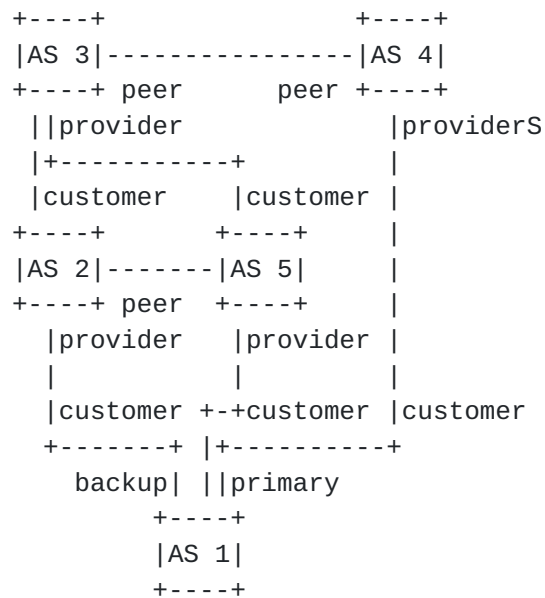 +----+                +----+
|AS 3|----------------|AS 4|
+----+ peer      peer +----+
 ||provider             |providerS
 |+-----------+         |
 |customer    |customer |
+----+       +----+     |
|AS 2|-------|AS 5|     |
+----+ peer  +----+     |
  |provider   |provider |
  |           |         |
  |customer +-+customer |customer
  +-------+ |+----------+
    backup| ||primary
         +----+
         |AS 1|
         +----+